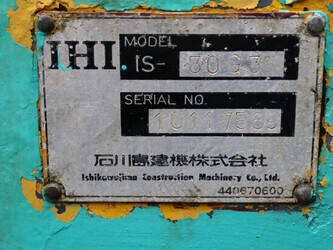 IHI
MODEL
IS-
SERIAL NO.
石川島建機株式会社
Ishikawajima Construction Machinery Co., Ltd.
440670600